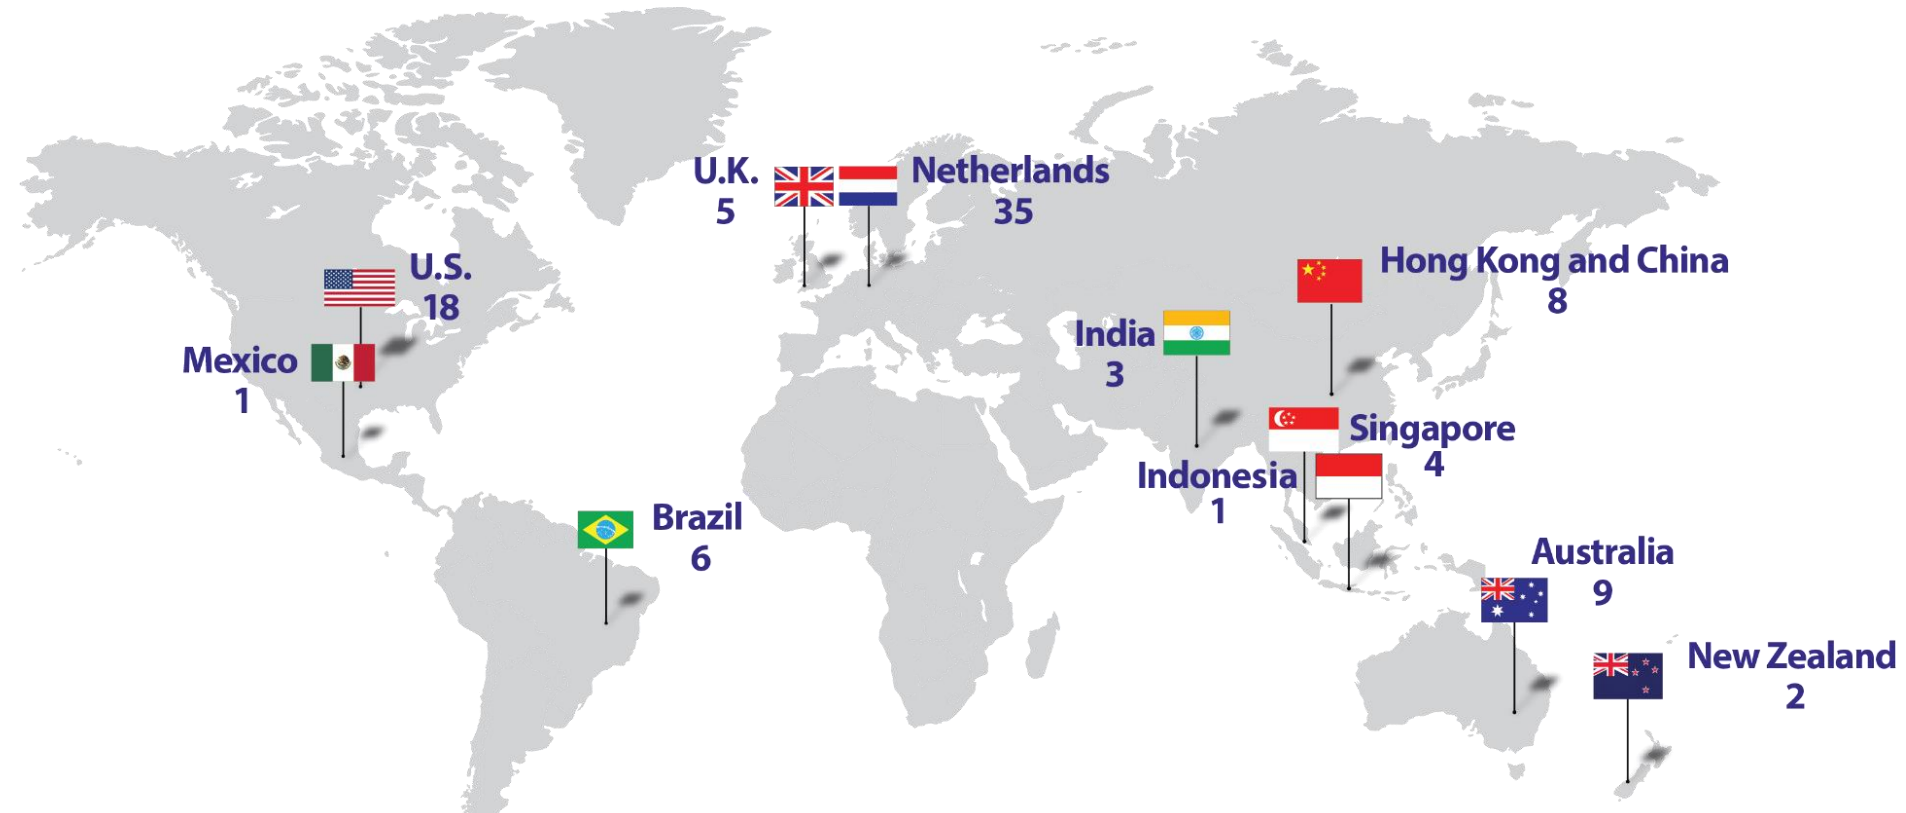 U.K.
5
Netherlands
35
U.S.
18
Mexico
1
Hong Kong and China
8
India
3
Singapore
4
Indonesia
1
Brazil
6
Australia
9
New Zealand
2